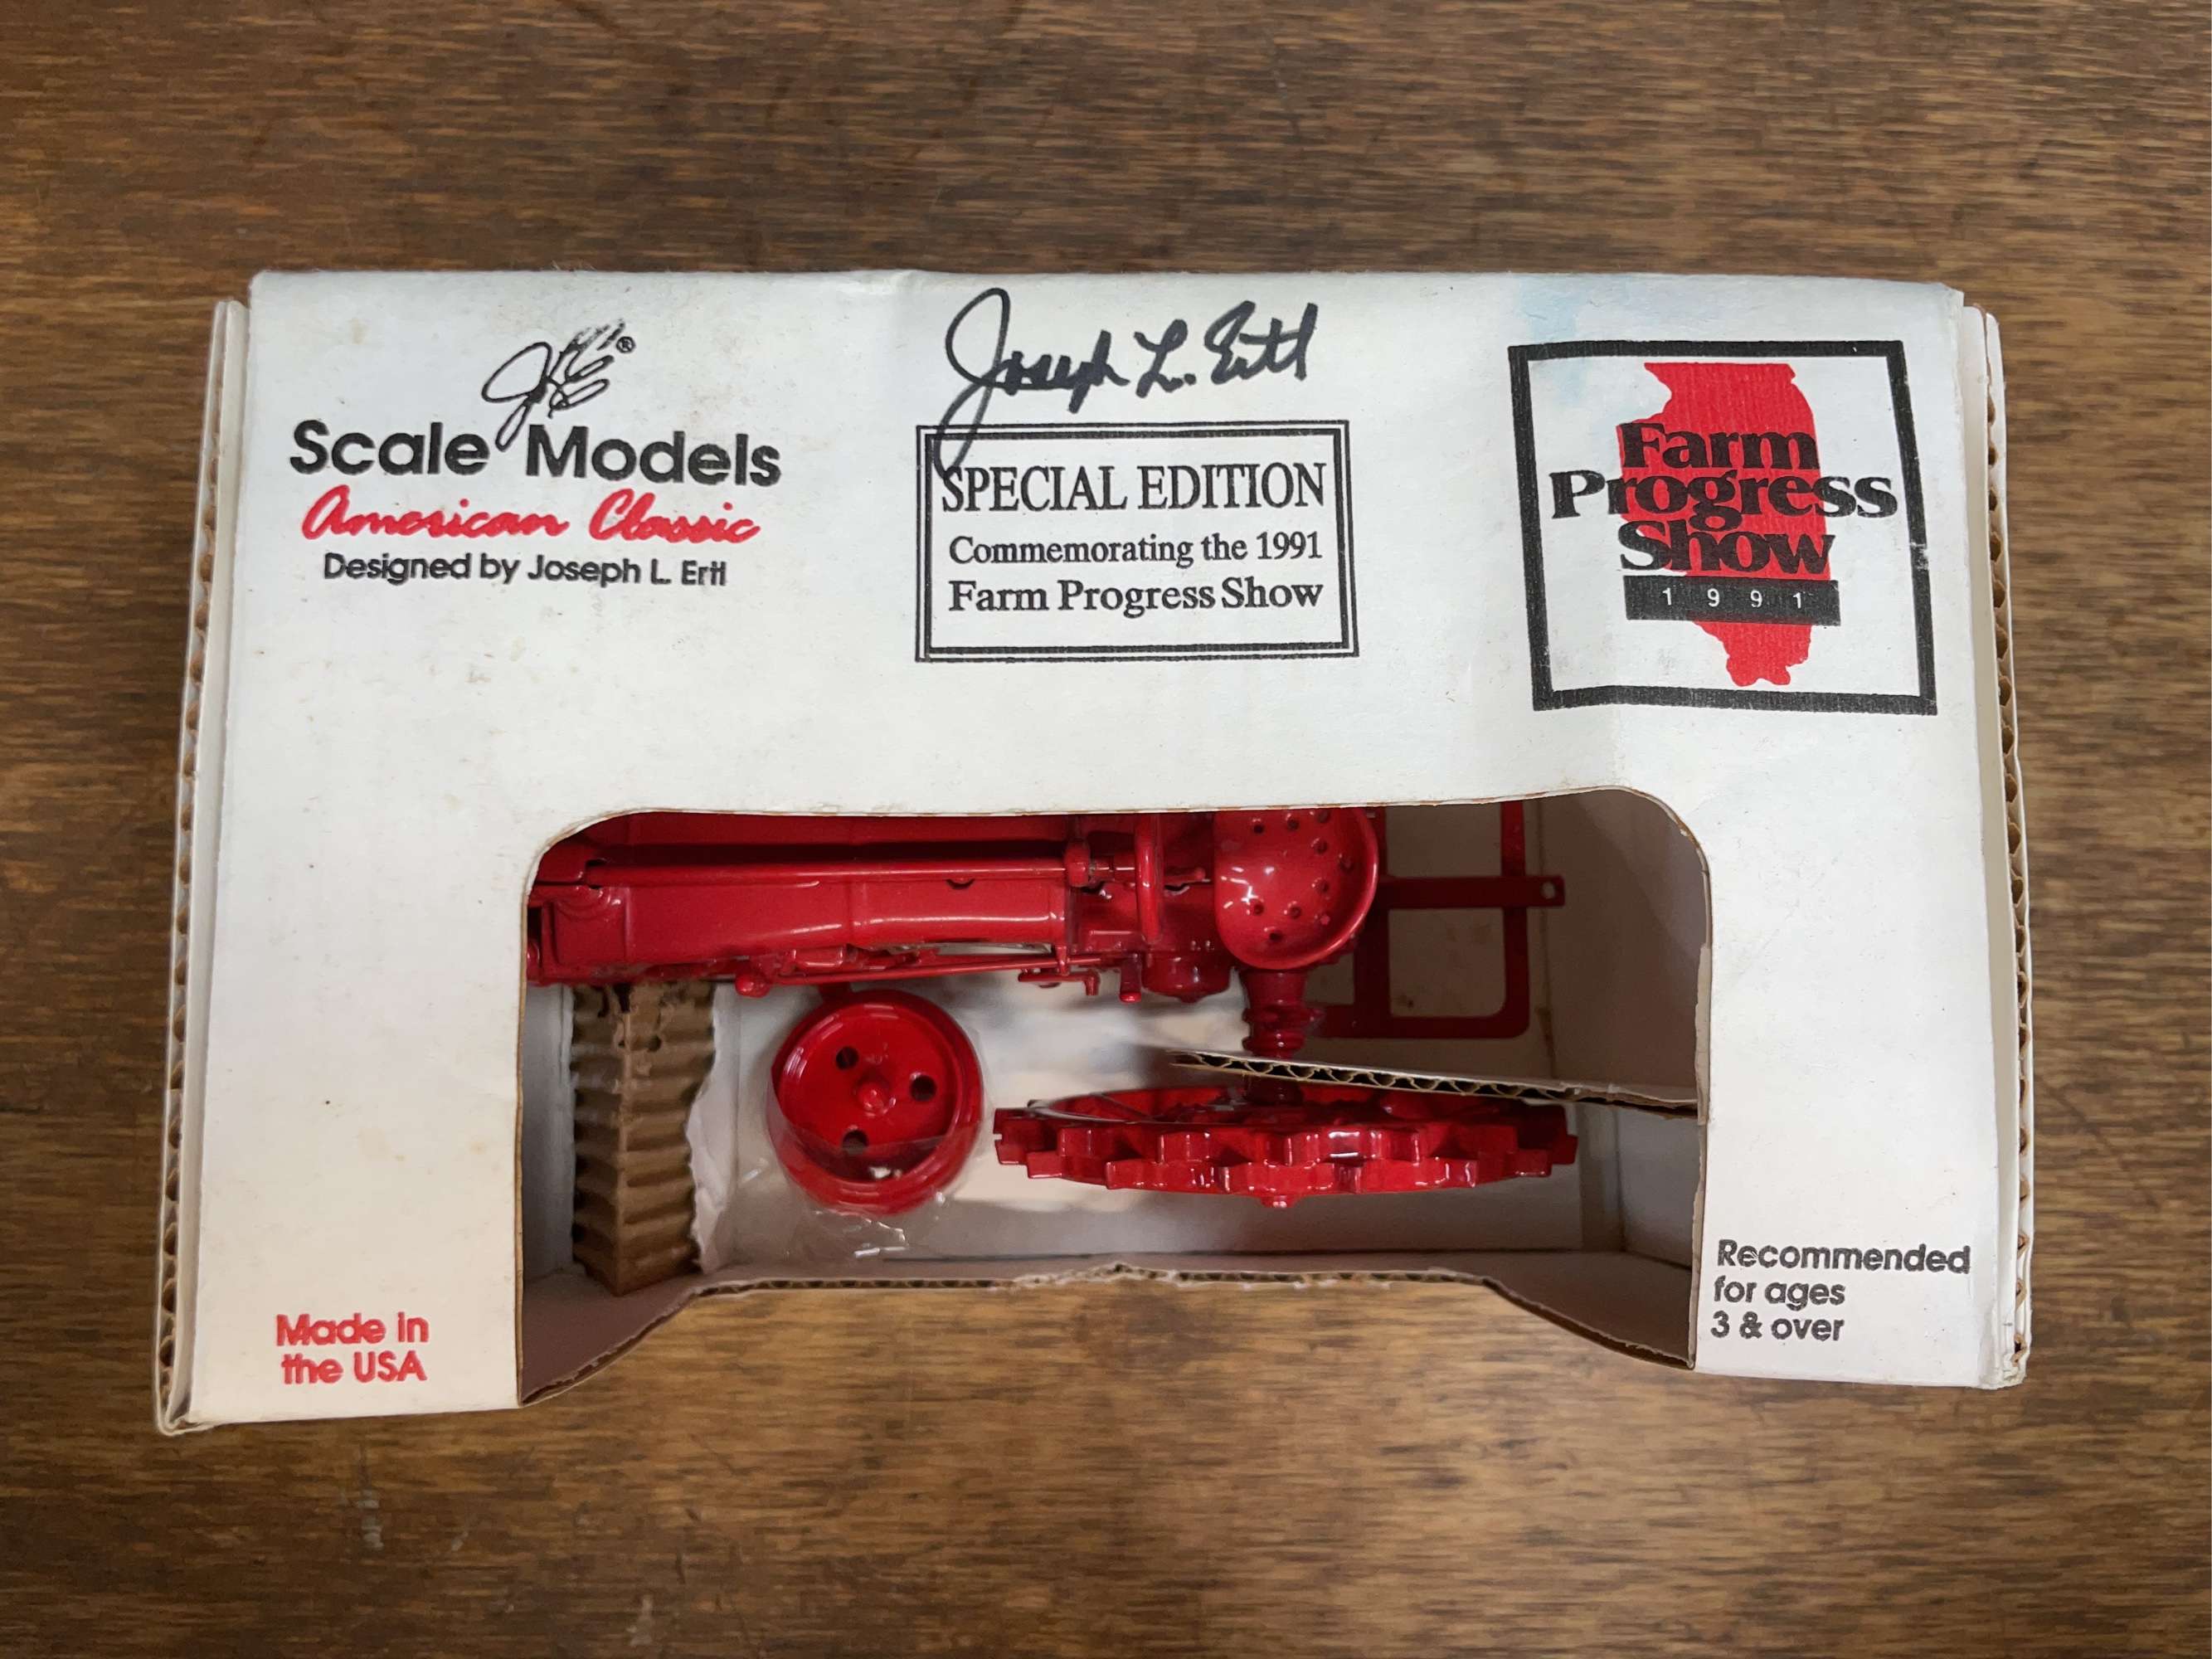 JLE®
Scale Models
American Classic
Designed by Joseph L. Ertl
Joseph L. Ertl
SPECIAL EDITION
Commemorating the 1991
Farm Progress Show
Farm
Progress
Show
1991
Made in
the USA
Recommended
for ages
3 & over